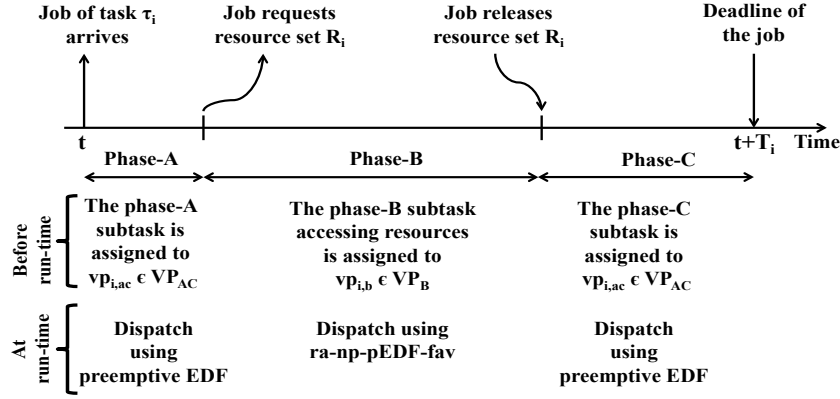 Job of task τi
arrives
Job requests
resource set Ri
Job releases
resource set Ri
Deadline of
the job
t
t+Ti
Time
Phase-A
Phase-B
Phase-C
Before
run-time
The phase-A
subtask is
assigned to
vpi,ac ϵ VPAC
The phase-B subtask
accessing resources
is assigned to
vpi,b ϵ VPB
The phase-C
subtask is
assigned to
vpi,ac ϵ VPAC
At
run-time
Dispatch
using
preemptive EDF
Dispatch using
ra-np-pEDF-fav
Dispatch
using
preemptive EDF